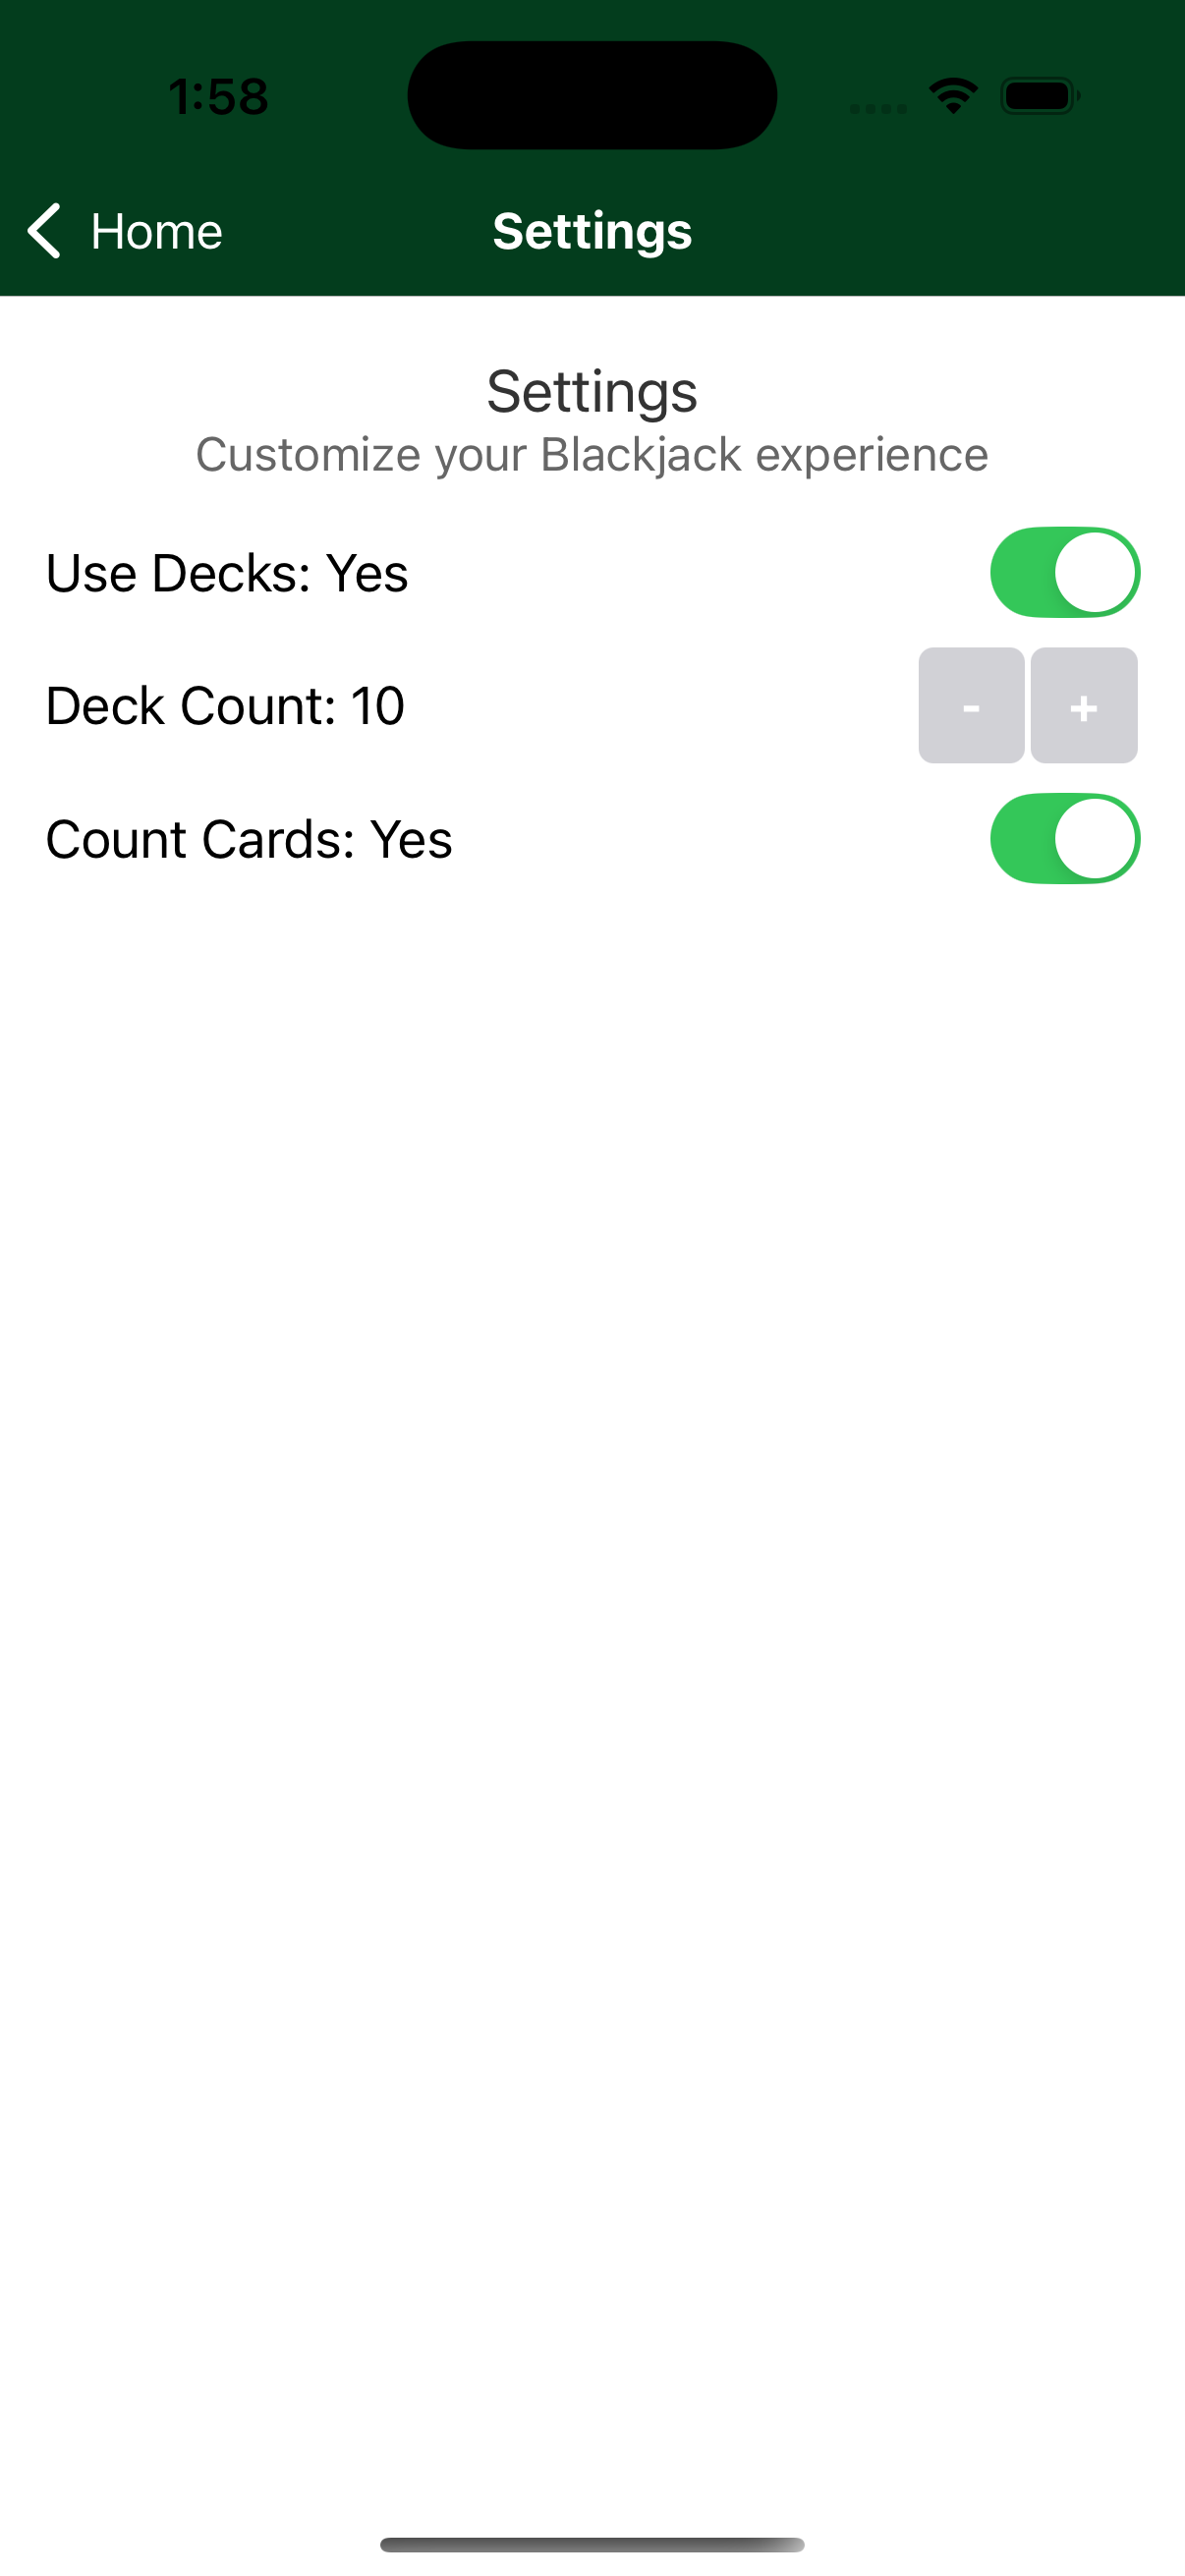 1:58
Home
Settings
Settings
Customize your Blackjack experience
Use Decks: Yes
Deck Count: 10
- +
Count Cards: Yes